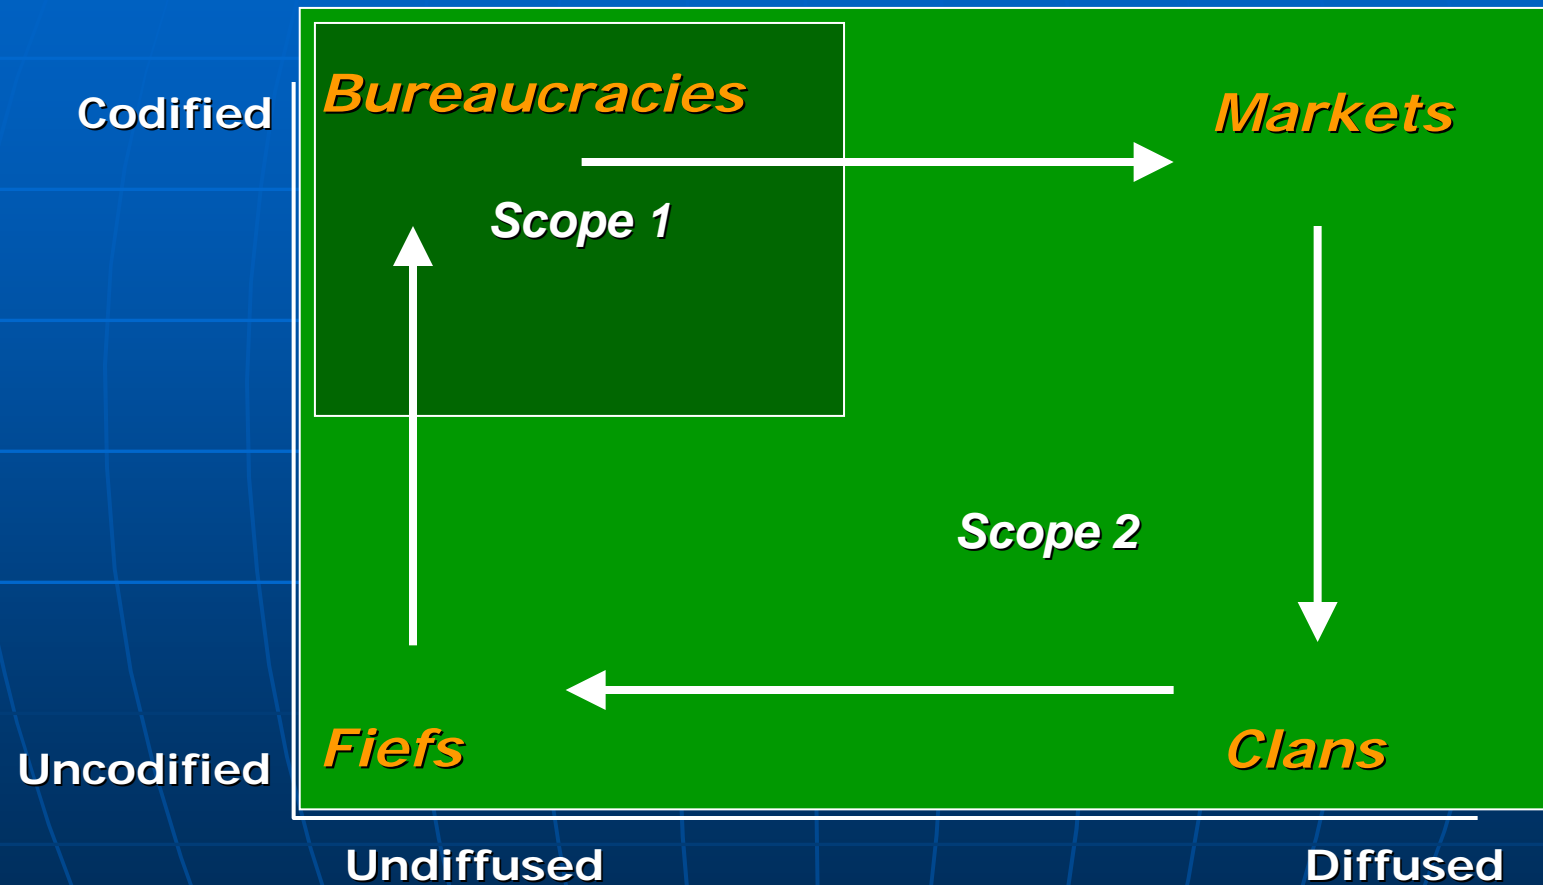 Bureaucracies
Codified
Markets
Scope 1
Scope 2
Fiefs
Clans
Uncodified
Undiffused
Diffused